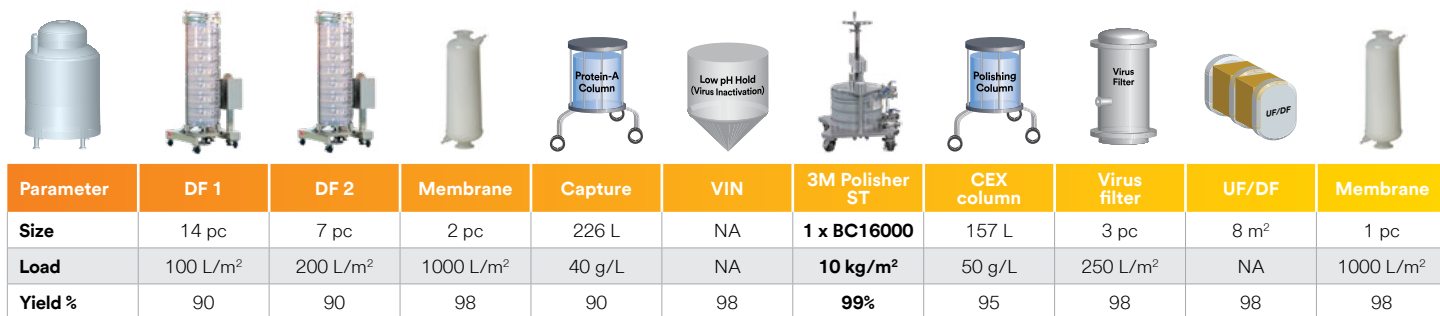 Protein-A
Column
Low pH Hold
(Virus Inactivation)
Polishing
Column
Virus
Filter
UF/DF
Parameter DF 1 DF 2 Membrane Capture VIN 3M Polisher ST CEX column Virus filter UF/DF Membrane
Size 14 pc 7 pc 2 pc 226 L NA 1 x BC16000 157 L 3 pc 8 m² 1 pc
Load 100 L/m² 200 L/m² 1000 L/m² 40 g/L NA 10 kg/m² 50 g/L 250 L/m² NA 1000 L/m²
Yield % 90 90 98 90 98 99% 95 98 98 98